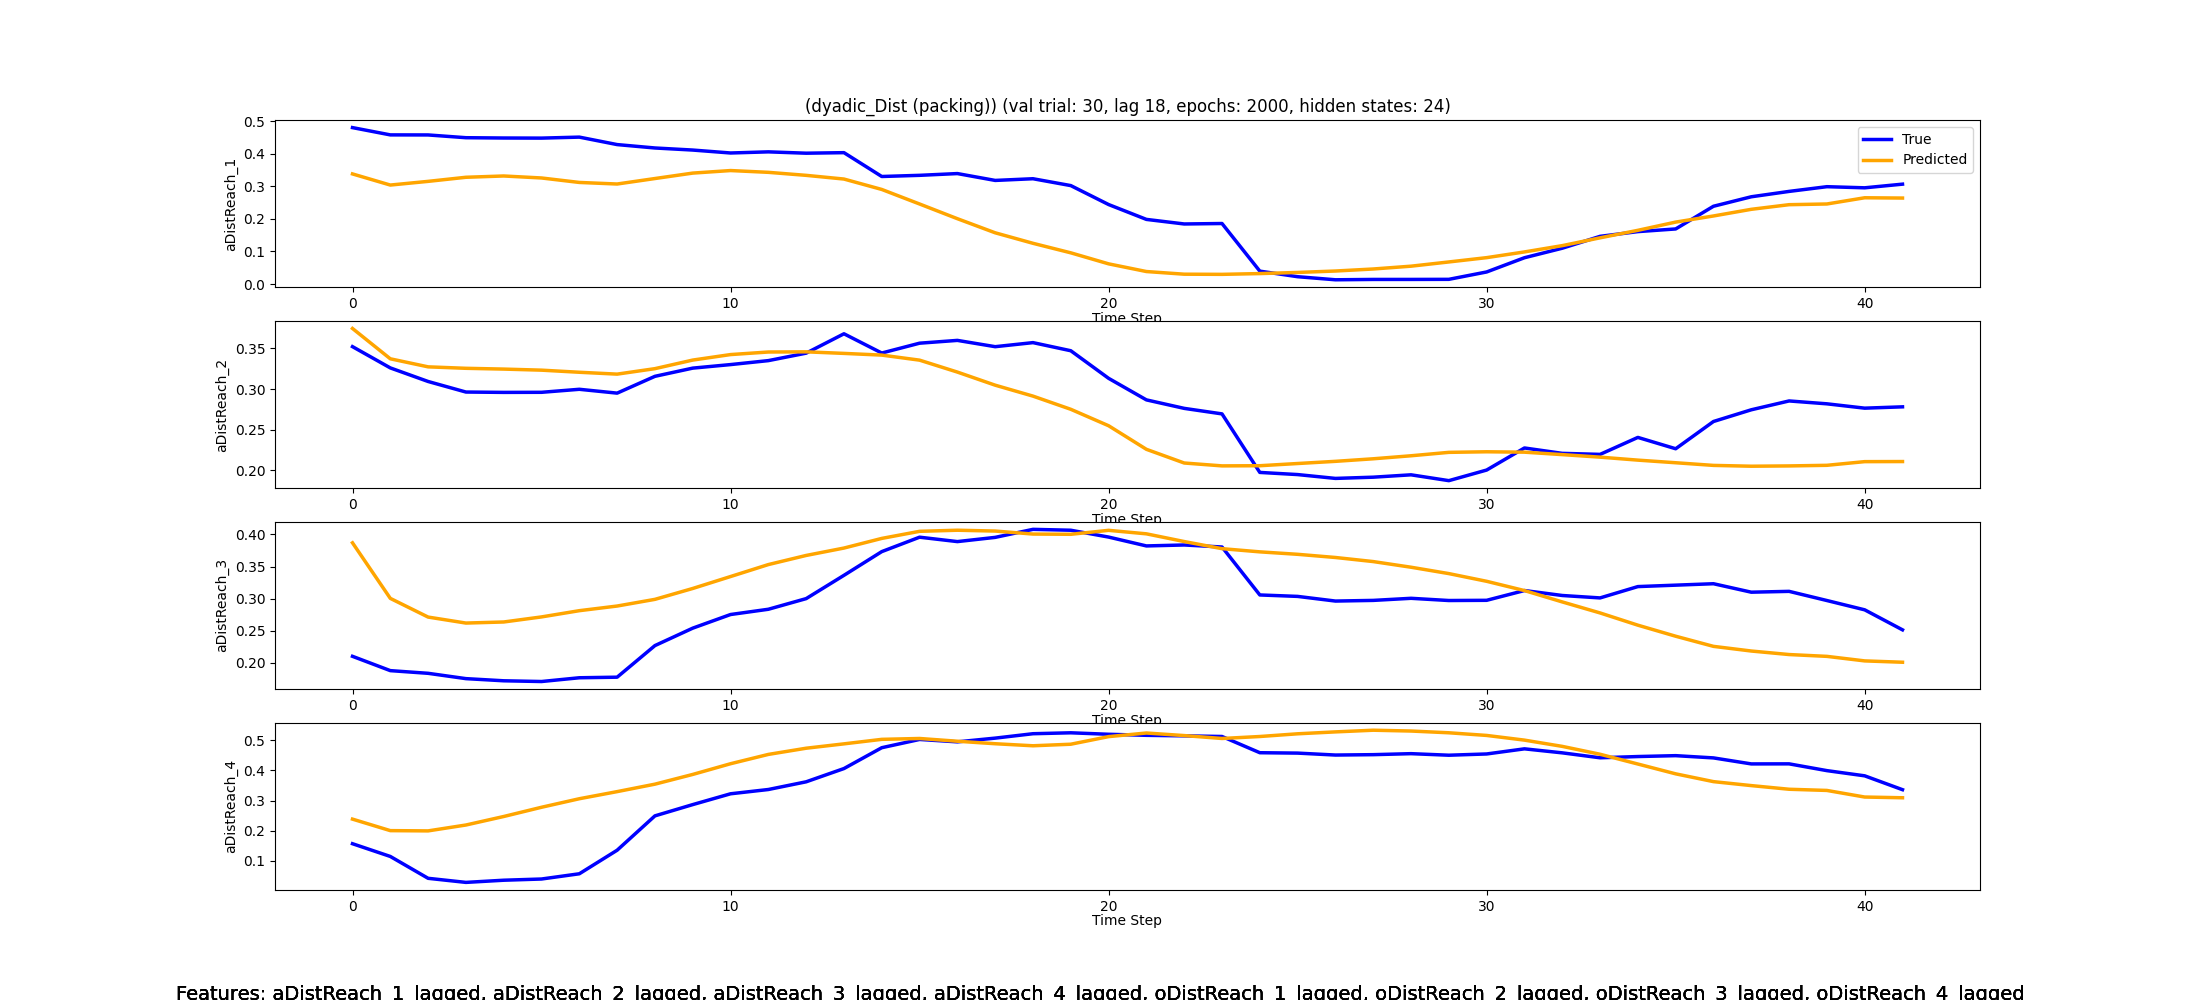 (dyadic_Dist (packing)) (val trial: 30, lag 18, epochs: 2000, hidden states: 24)
0.5
0.4
0.3
0.2
0.1
0.0
aDistReach_1
True
Predicted
0 10 20 30 40
Time Step
0.35
0.30
0.25
0.20
aDistReach_2
0 10 20 30 40
Time Step
0.40
0.35
0.30
0.25
0.20
aDistReach_3
0 10 20 30 40
Time Step
0.5
0.4
0.3
0.2
0.1
aDistReach_4
0 10 20 30 40
Time Step
Features: aDistReach_1_lagged, aDistReach_2_lagged, aDistReach_3_lagged, aDistReach_4_lagged, oDistReach_1_lagged, oDistReach_2_lagged, oDistReach_3_lagged, oDistReach_4_lagged